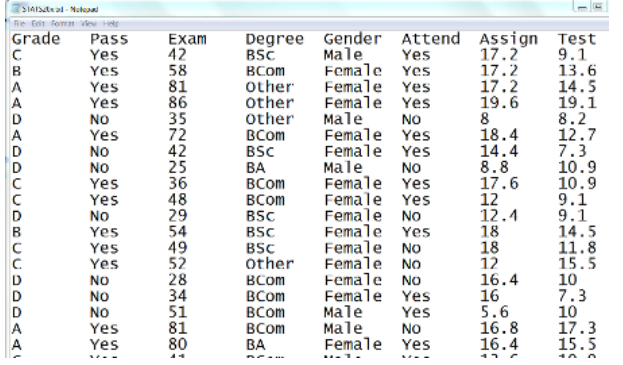 STATS20x.txt - Notepad
File Edit Format View Help
Grade Pass Exam Degree Gender Attend Assign Test
C Yes 42 BSc Male Yes 17.2 9.1
B Yes 58 BCom Female Yes 17.2 13.6
A Yes 81 Other Female Yes 17.2 14.5
A Yes 86 Other Female Yes 19.6 19.1
D No 35 Other Male No 8 8.2
A Yes 72 BCom Female Yes 18.4 12.7
D No 42 BSc Female Yes 14.4 7.3
D No 25 BA Male No 8.8 10.9
C Yes 36 BCom Female Yes 17.6 10.9
C Yes 48 BCom Female Yes 12 9.1
D No 29 BSc Female No 12.4 9.1
B Yes 54 BSc Female Yes 18 14.5
C Yes 49 BSc Female No 18 11.8
C Yes 52 Other Female No 12 15.5
D No 28 BCom Female No 16.4 10
D No 34 BCom Female Yes 16 7.3
D No 51 BCom Male Yes 5.6 10
A Yes 81 BCom Male No 16.8 17.3
A Yes 80 BA Female Yes 16.4 15.5